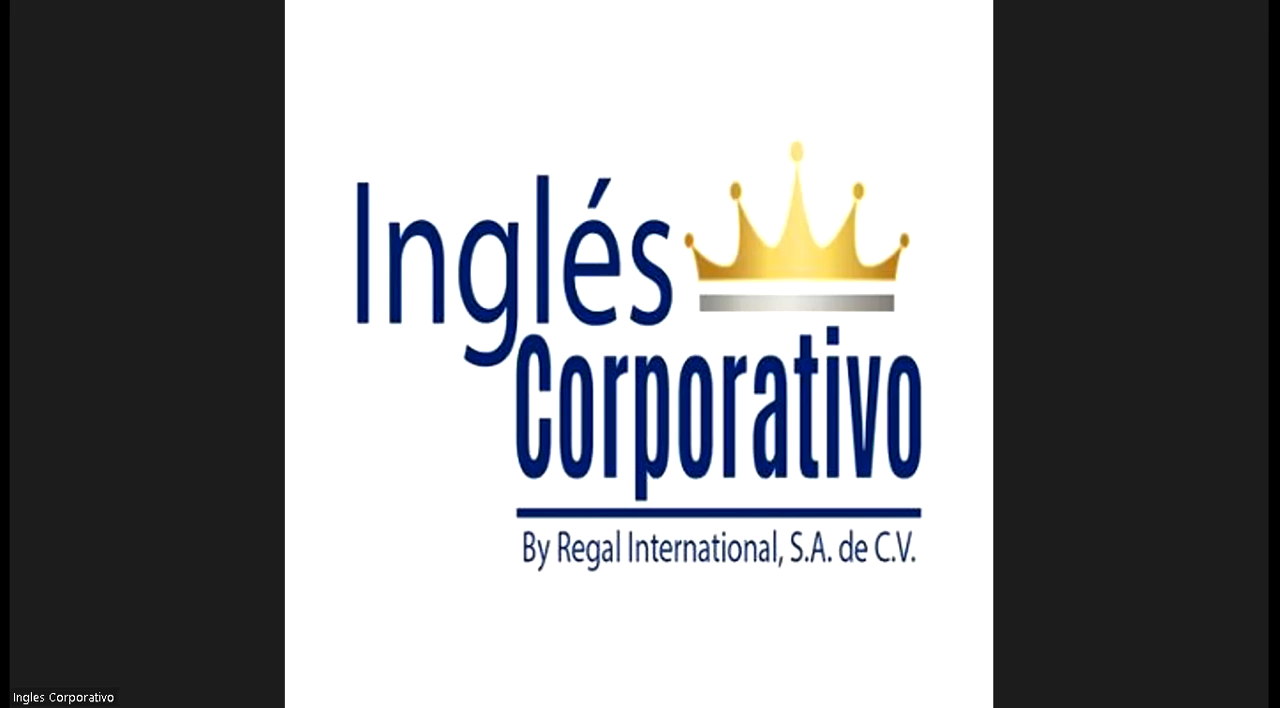 Inglés
Corporativo
By Regal International, S.A. de C.V.
Ingles Corporativo